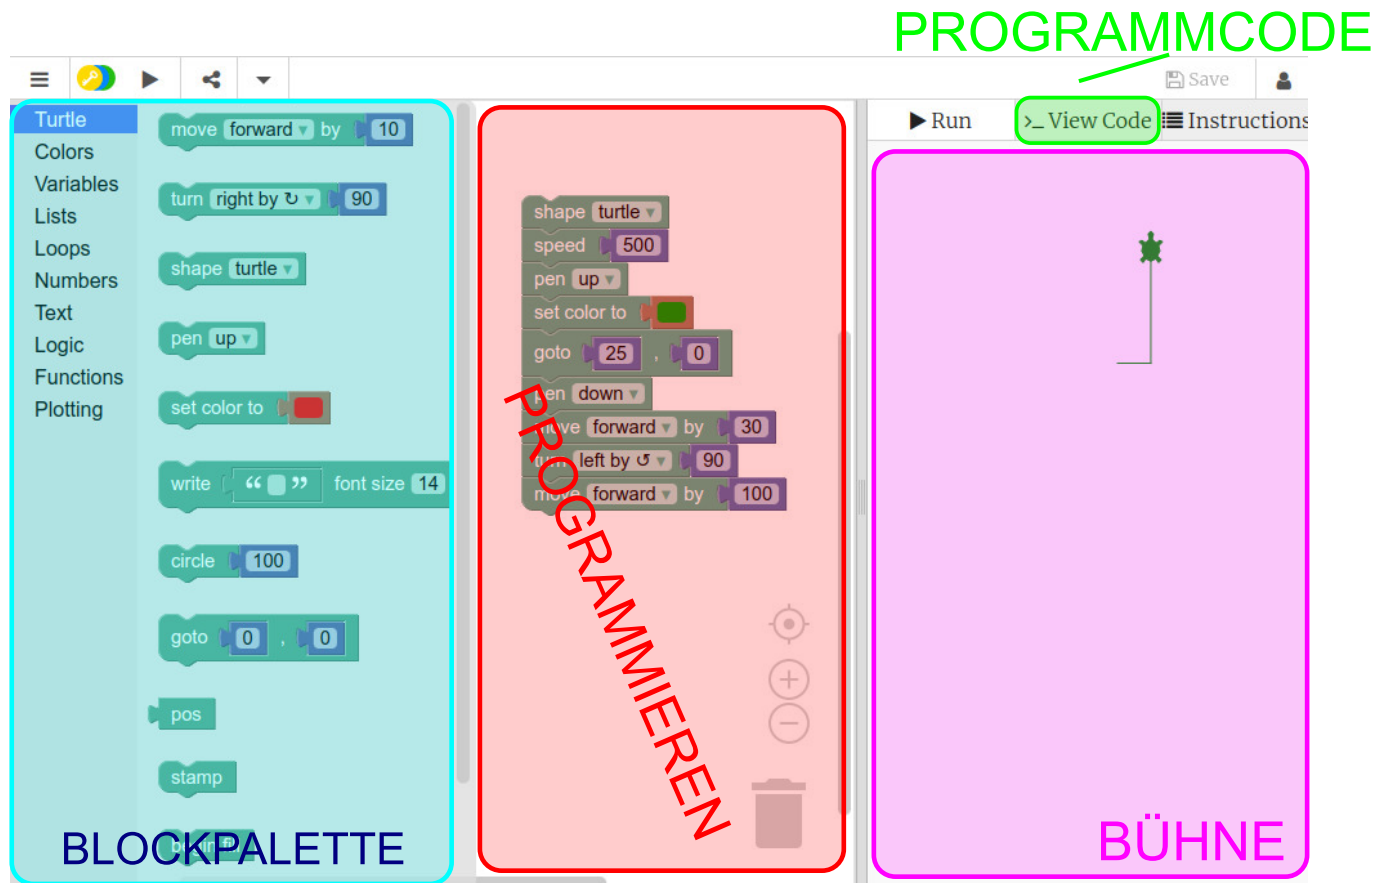 PROGRAMMCODE
Save
Turtle
Colors
Variables
Lists
Loops
Numbers
Text
Logic
Functions
Plotting
move forward by 10
turn right by ↻ 90
shape turtle
pen up
set color to
write “ ” font size 14
circle 100
goto 0 , 0
pos
stamp
BLOCKPALETTE
shape turtle
speed 500
pen up
set color to
goto 25 , 0
pen down
move forward by 30
turn left by ↺ 90
move forward by 100
PROGRAMMIEREN
Run
>_ View Code
Instructions
BÜHNE